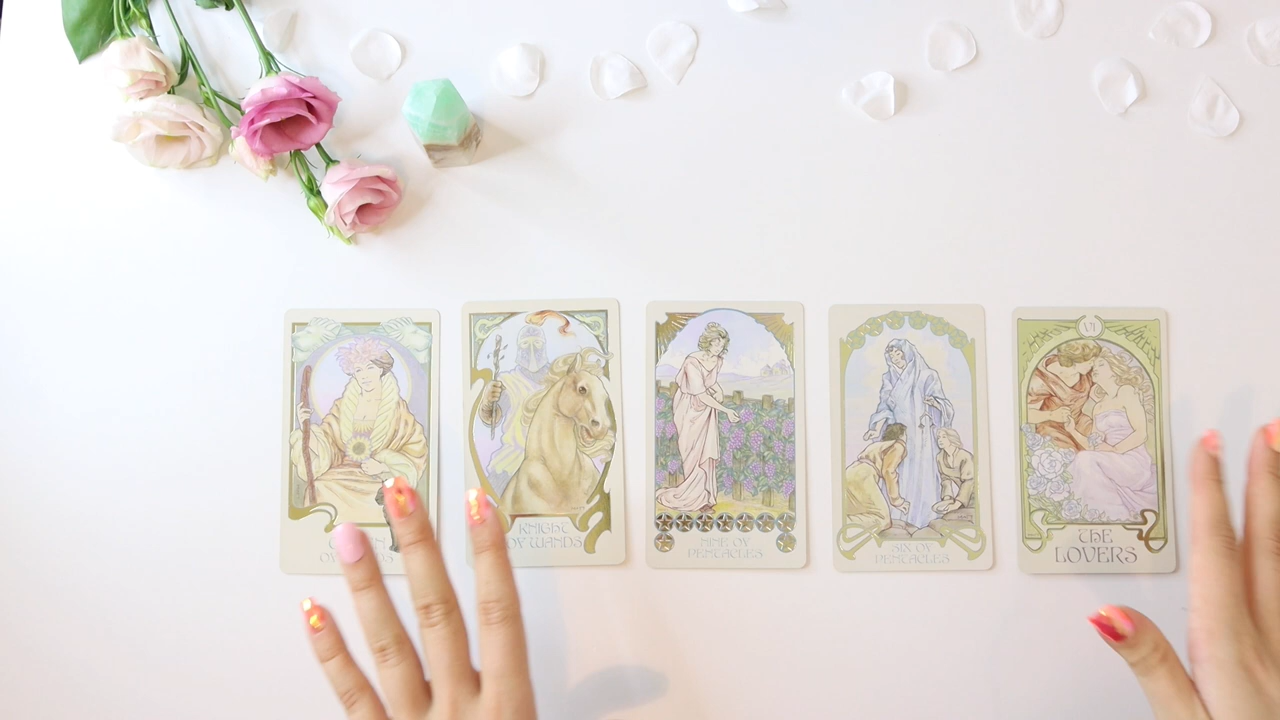 KNIGHT
OF WANDS
NINE OF
PENTACLES
SIX OF
PENTACLES
VI
THE
LOVERS